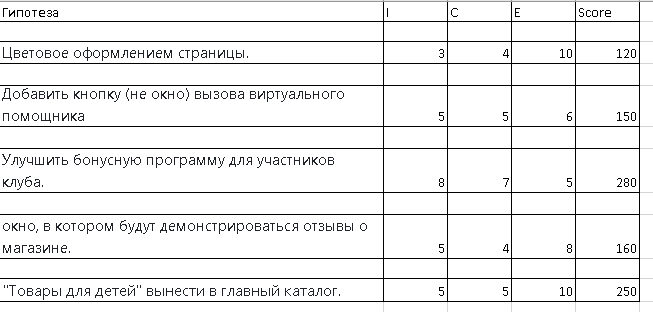 Гипотеза I C E Score
Цветовое оформлением страницы. 3 4 10 120
Добавить кнопку (не окно) вызова виртуального
помощника 5 5 6 150
Улучшить бонусную программу для участников
клуба. 8 7 5 280
окно, в котором будут демонстрироваться отзывы о
магазине. 5 4 8 160
"Товары для детей" вынести в главный каталог. 5 5 10 250